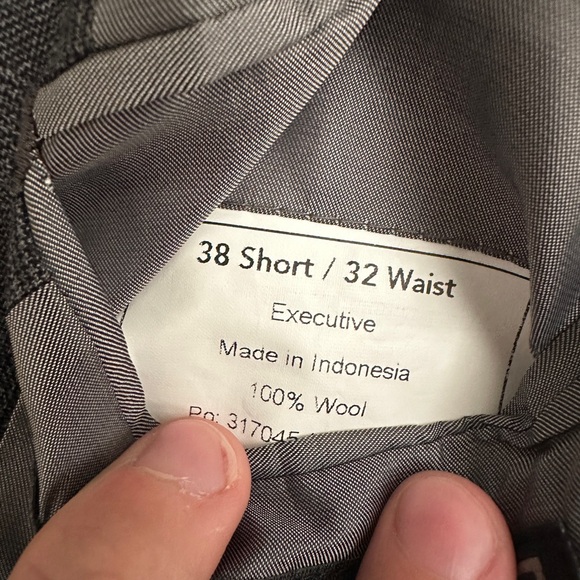 38 Short / 32 Waist
Executive
Made in Indonesia
100% Wool
Po: 317045